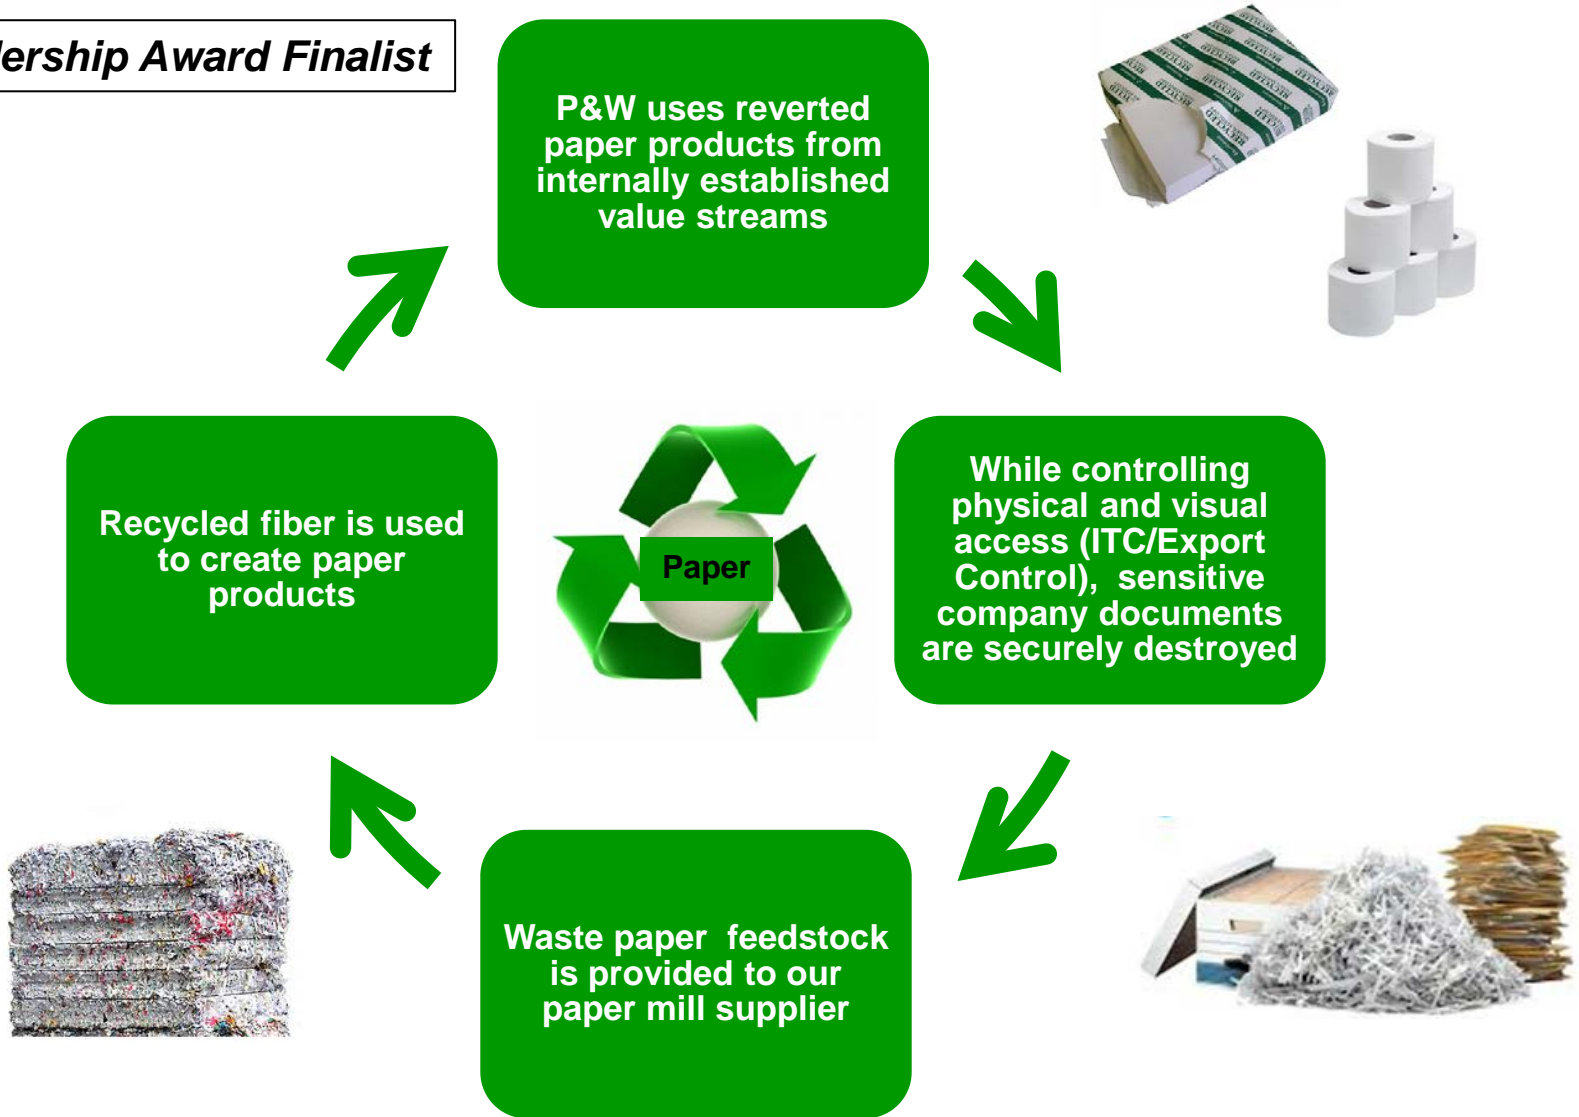 dership Award Finalist
P&W uses reverted
paper products from
internally established
value streams
RECYCLED
While controlling
physical and visual
access (ITC/Export
Control),  sensitive
company documents
are securely destroyed
Recycled fiber is used
to create paper
products
Paper
Waste paper  feedstock
is provided to our
paper mill supplier